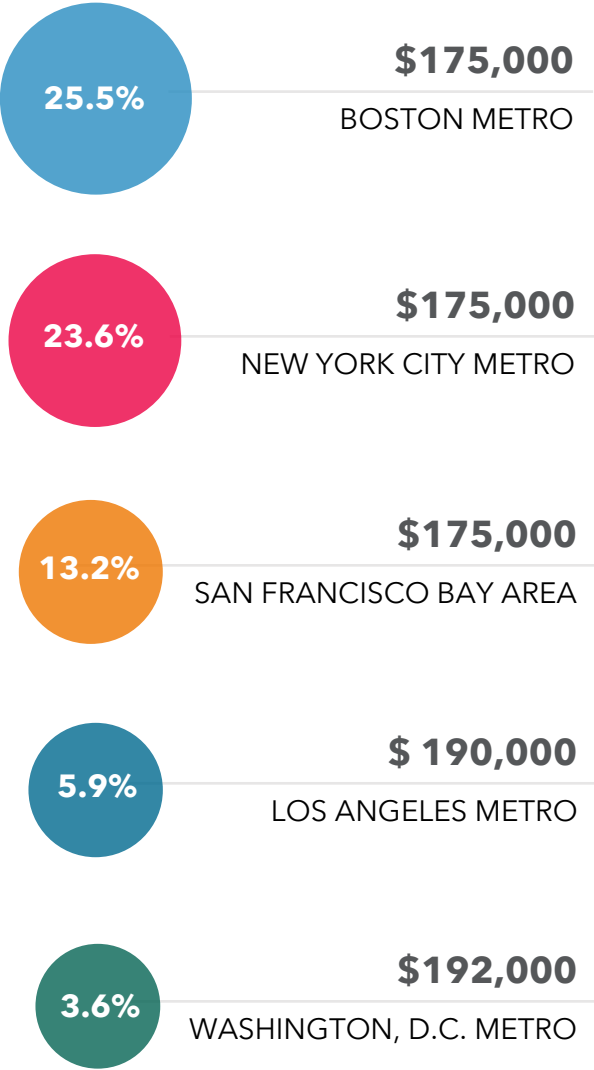 $175,000
25.5%
BOSTON METRO
$175,000
23.6%
NEW YORK CITY METRO
$175,000
13.2%
SAN FRANCISCO BAY AREA
$ 190,000
5.9%
LOS ANGELES METRO
$192,000
3.6%
WASHINGTON, D.C. METRO